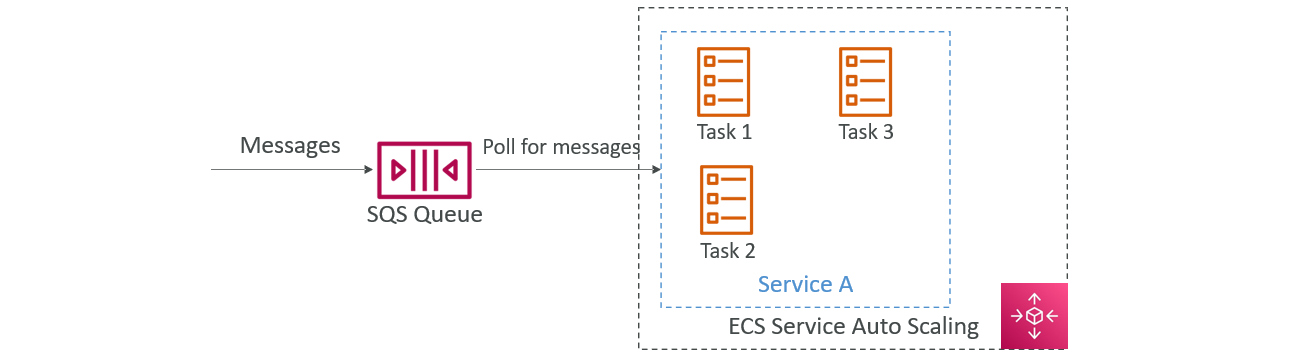 Messages
SQS Queue
Poll for messages
Task 1
Task 3
Task 2
Service A
ECS Service Auto Scaling